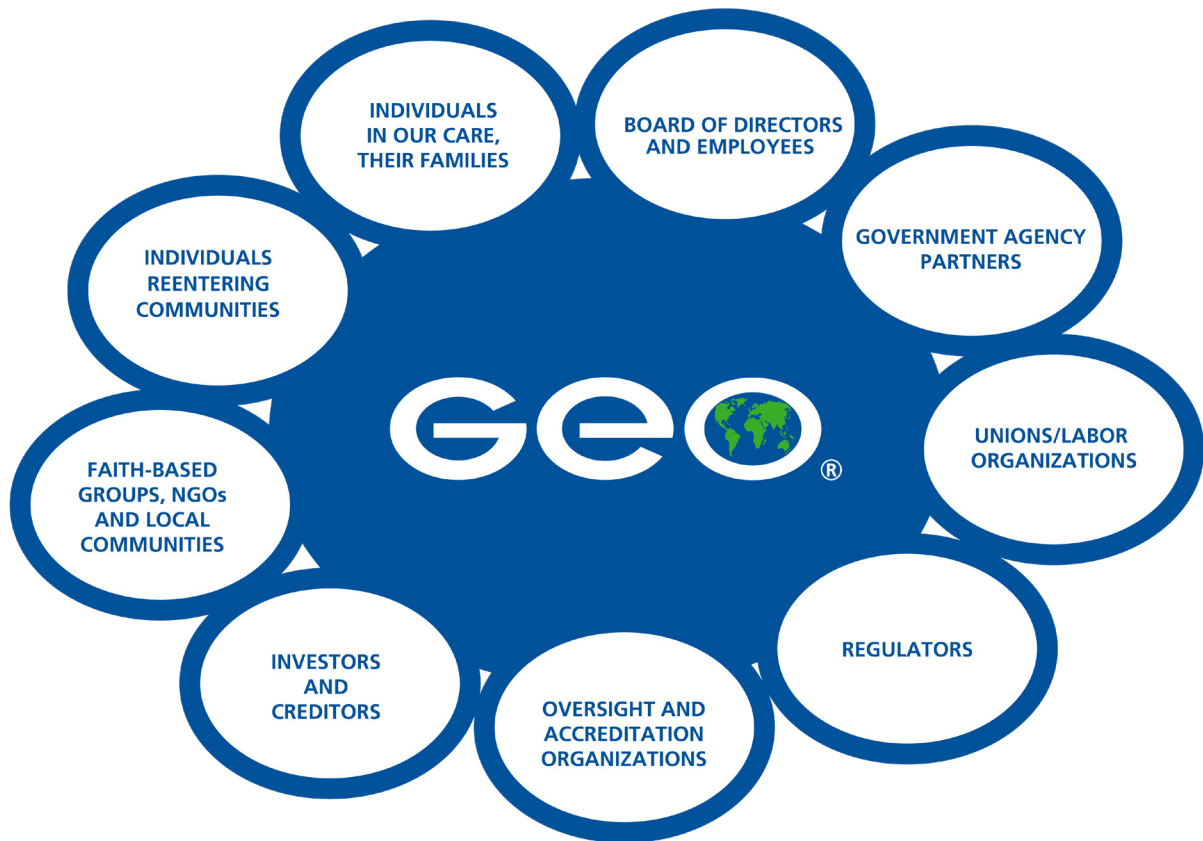 INDIVIDUALS
IN OUR CARE,
THEIR FAMILIES
BOARD OF DIRECTORS
AND EMPLOYEES
GOVERNMENT AGENCY
PARTNERS
UNIONS/LABOR
ORGANIZATIONS
REGULATORS
OVERSIGHT AND
ACCREDITATION
ORGANIZATIONS
INVESTORS
AND
CREDITORS
FAITH-BASED
GROUPS, NGOs
AND LOCAL
COMMUNITIES
INDIVIDUALS
REENTERING
COMMUNITIES
GEO®